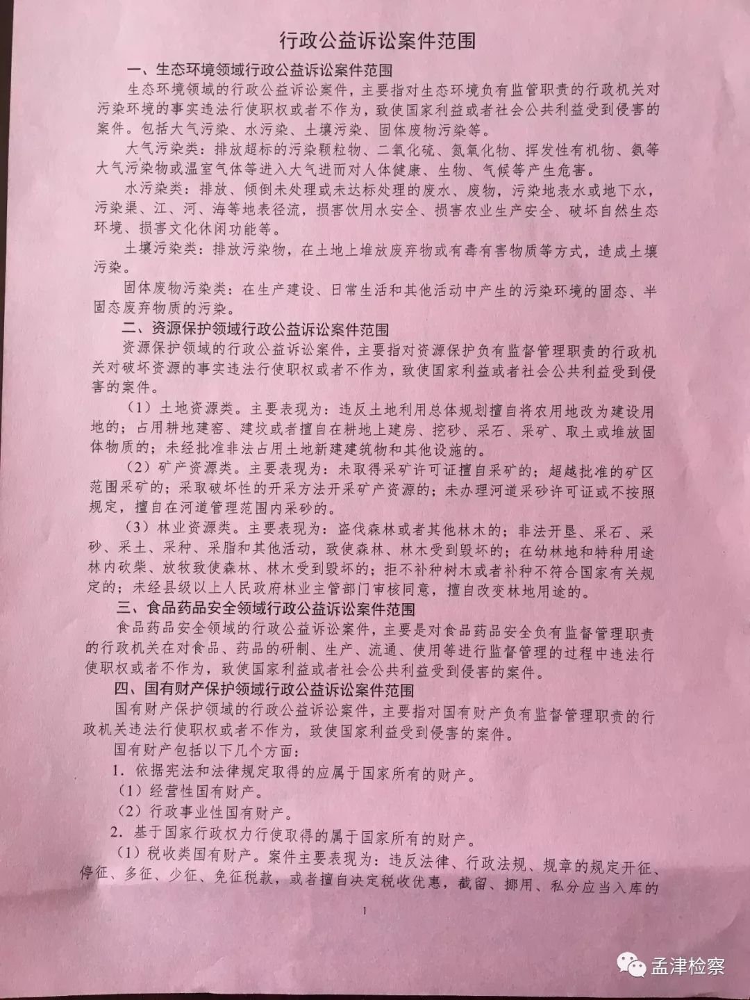 行政公益诉讼案件范围
一、生态环境领域行政公益诉讼案件范围
生态环境领域的行政公益诉讼案件，主要指对生态环境负有监管职责的行政机关对
污染环境的事实违法行使职权或者不作为，致使国家利益或者社会公共利益受到侵害的
案件。包括大气污染、水污染、土壤污染、固体废物污染等。
大气污染类：排放超标的污染颗粒物、二氧化硫、氮氧化物、挥发性有机物、氨等
大气污染物或温室气体等进入大气进而对人体健康、生物、气候等产生危害。
水污染类：排放、倾倒未处理或未达标处理的废水、废物，污染地表水或地下水，
污染渠、江、河、海等地表径流，损害饮用水安全、损害农业生产安全、破坏自然生态
环境、损害文化休闲功能等。
土壤污染类：排放污染物，在土地上堆放废弃物或有毒有害物质等方式，造成土壤
污染。
固体废物污染类：在生产建设、日常生活和其他活动中产生的污染环境的固态、半
固态废弃物质的污染。
二、资源保护领域行政公益诉讼案件范围
资源保护领域的行政公益诉讼案件，主要指对资源保护负有监督管理职责的行政机
关对破坏资源的事实违法行使职权或者不作为，致使国家利益或者社会公共利益受到侵
害的案件。
（1）土地资源类。主要表现为：违反土地利用总体规划擅自将农用地改为建设用
地的；占用耕地建窑、建坟或者擅自在耕地上建房、挖砂、采石、采矿、取土或堆放固
体物质的；未经批准非法占用土地新建建筑物和其他设施的。
（2）矿产资源类。主要表现为：未取得采矿许可证擅自采矿的；超越批准的矿区
范围采矿的；采取破坏性的开采方法开采矿产资源的；未办理河道采砂许可证或不按照
规定，擅自在河道管理范围内采砂的。
（3）林业资源类。主要表现为：盗伐森林或者其他林木的；非法开垦、采石、采
砂、采土、采种、采脂和其他活动，致使森林、林木受到毁坏的；在幼林地和特种用途
林内砍柴、放牧致使森林、林木受到毁坏的；拒不补种树木或者补种不符合国家有关规
定的；未经县级以上人民政府林业主管部门审核同意，擅自改变林地用途的。
三、食品药品安全领域行政公益诉讼案件范围
食品药品安全领域的行政公益诉讼案件，主要是对食品药品安全负有监督管理职责
的行政机关在对食品、药品的研制、生产、流通、使用等进行监督管理的过程中违法行
使职权或者不作为，致使国家利益或者社会公共利益受到侵害的案件。
四、国有财产保护领域行政公益诉讼案件范围
国有财产保护领域的行政公益诉讼案件，主要指对国有财产负有监督管理职责的行
政机关违法行使职权或者不作为，致使国家利益受到侵害的案件。
国有财产包括以下几个方面：
1．依据宪法和法律规定取得的应属于国家所有的财产。
（1）经营性国有财产。
（2）行政事业性国有财产。
2．基于国家行政权力行使取得的属于国家所有的财产。
（1）税收类国有财产。案件主要表现为：违反法律、行政法规、规章的规定开征、
停征、多征、少征、免征税款，或者擅自决定税收优惠，截留、挪用、私分应当入库的
1
孟津检察